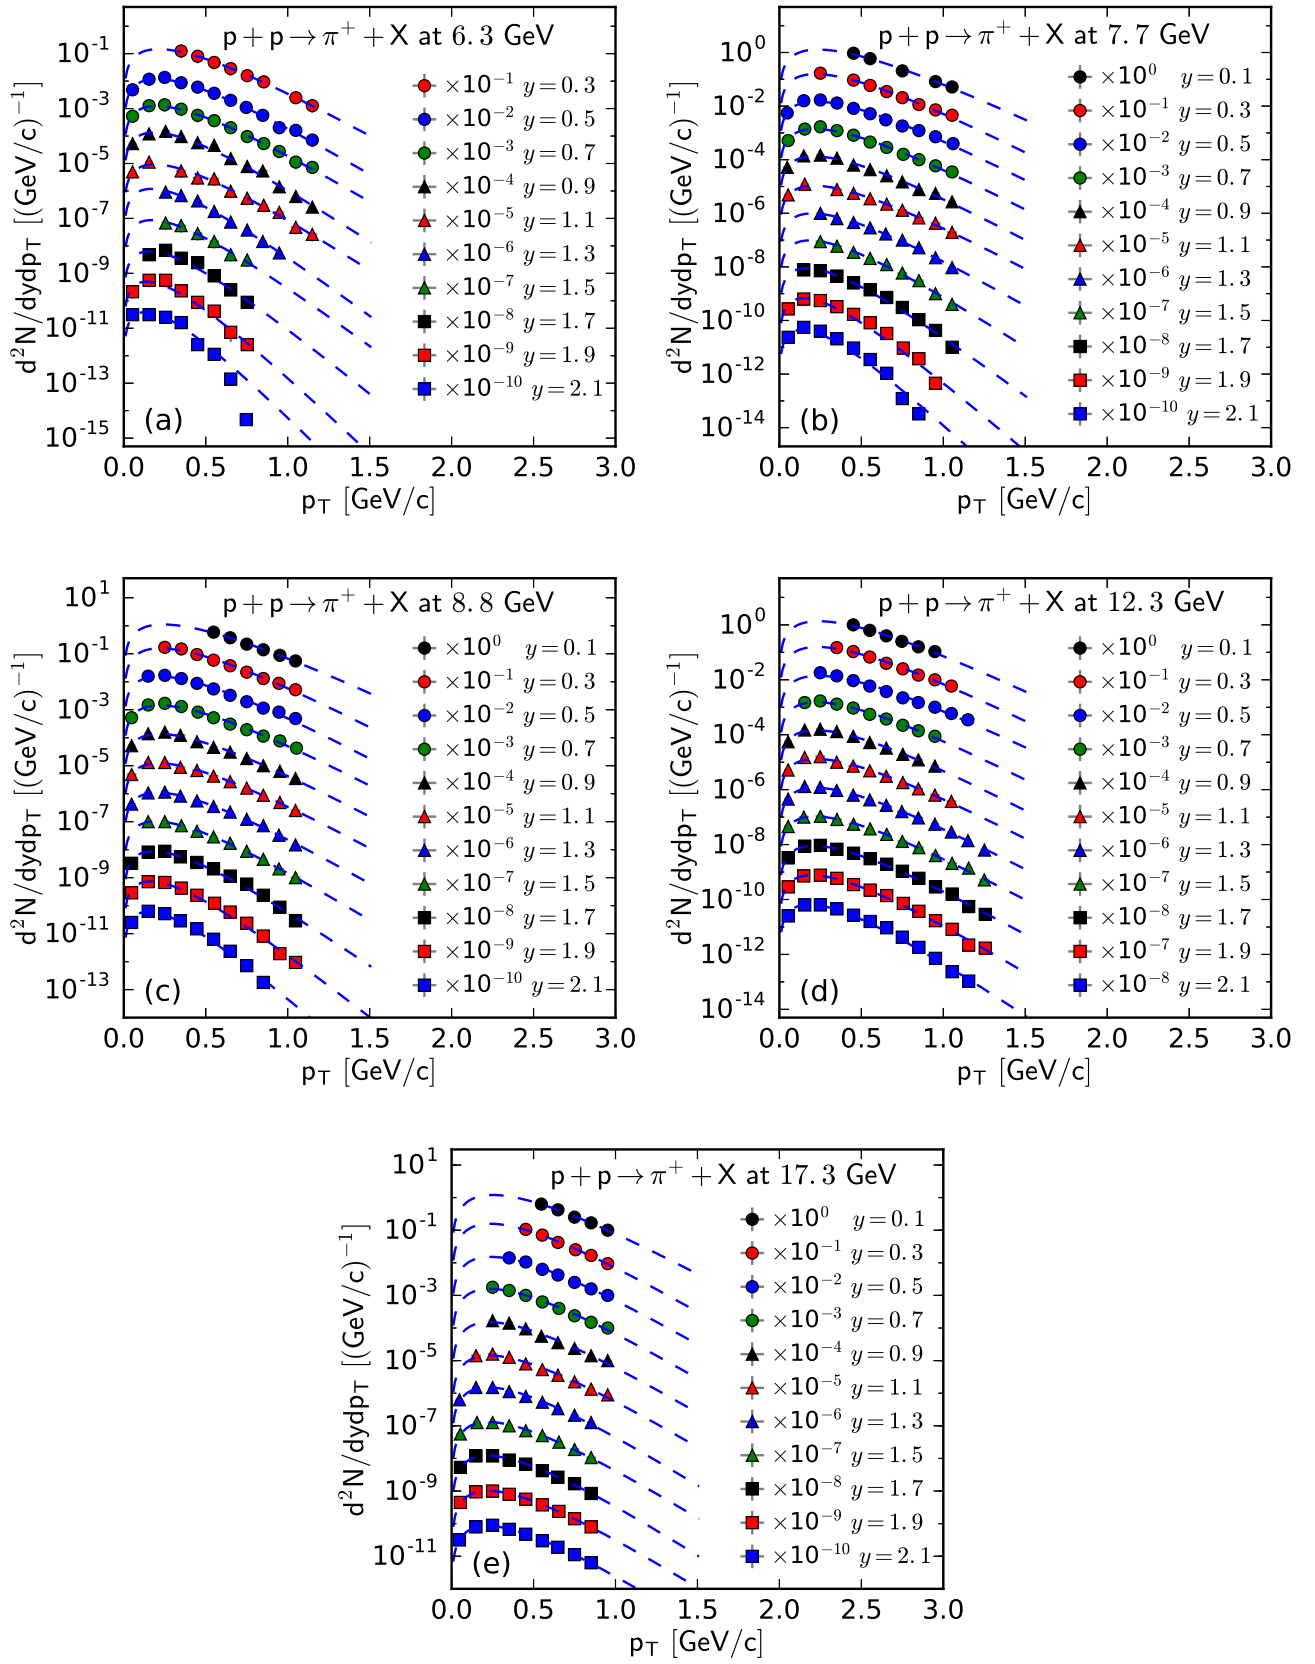 p + p → π⁺ + X at 6.3 GeV
×10⁻¹ y = 0.3
×10⁻² y = 0.5
×10⁻³ y = 0.7
×10⁻⁴ y = 0.9
×10⁻⁵ y = 1.1
×10⁻⁶ y = 1.3
×10⁻⁷ y = 1.5
×10⁻⁸ y = 1.7
×10⁻⁹ y = 1.9
×10⁻¹⁰ y = 2.1
10⁻¹
10⁻³
10⁻⁵
10⁻⁷
10⁻⁹
10⁻¹¹
10⁻¹³
10⁻¹⁵
d²N/dydp_T [(GeV/c)⁻¹]
(a)
0.0 0.5 1.0 1.5 2.0 2.5 3.0
p_T [GeV/c]
p + p → π⁺ + X at 7.7 GeV
×10⁰ y = 0.1
×10⁻¹ y = 0.3
×10⁻² y = 0.5
×10⁻³ y = 0.7
×10⁻⁴ y = 0.9
×10⁻⁵ y = 1.1
×10⁻⁶ y = 1.3
×10⁻⁷ y = 1.5
×10⁻⁸ y = 1.7
×10⁻⁹ y = 1.9
×10⁻¹⁰ y = 2.1
10⁰
10⁻²
10⁻⁴
10⁻⁶
10⁻⁸
10⁻¹⁰
10⁻¹²
10⁻¹⁴
d²N/dydp_T [(GeV/c)⁻¹]
(b)
0.0 0.5 1.0 1.5 2.0 2.5 3.0
p_T [GeV/c]
p + p → π⁺ + X at 8.8 GeV
×10⁰ y = 0.1
×10⁻¹ y = 0.3
×10⁻² y = 0.5
×10⁻³ y = 0.7
×10⁻⁴ y = 0.9
×10⁻⁵ y = 1.1
×10⁻⁶ y = 1.3
×10⁻⁷ y = 1.5
×10⁻⁸ y = 1.7
×10⁻⁹ y = 1.9
×10⁻¹⁰ y = 2.1
10¹
10⁻¹
10⁻³
10⁻⁵
10⁻⁷
10⁻⁹
10⁻¹¹
10⁻¹³
d²N/dydp_T [(GeV/c)⁻¹]
(c)
0.0 0.5 1.0 1.5 2.0 2.5 3.0
p_T [GeV/c]
p + p → π⁺ + X at 12.3 GeV
×10⁰ y = 0.1
×10⁻¹ y = 0.3
×10⁻² y = 0.5
×10⁻³ y = 0.7
×10⁻⁴ y = 0.9
×10⁻⁵ y = 1.1
×10⁻⁶ y = 1.3
×10⁻⁷ y = 1.5
×10⁻⁸ y = 1.7
×10⁻⁷ y = 1.9
×10⁻⁸ y = 2.1
10⁰
10⁻²
10⁻⁴
10⁻⁶
10⁻⁸
10⁻¹⁰
10⁻¹²
10⁻¹⁴
d²N/dydp_T [(GeV/c)⁻¹]
(d)
0.0 0.5 1.0 1.5 2.0 2.5 3.0
p_T [GeV/c]
p + p → π⁺ + X at 17.3 GeV
×10⁰ y = 0.1
×10⁻¹ y = 0.3
×10⁻² y = 0.5
×10⁻³ y = 0.7
×10⁻⁴ y = 0.9
×10⁻⁵ y = 1.1
×10⁻⁶ y = 1.3
×10⁻⁷ y = 1.5
×10⁻⁸ y = 1.7
×10⁻⁹ y = 1.9
×10⁻¹⁰ y = 2.1
10¹
10⁻¹
10⁻³
10⁻⁵
10⁻⁷
10⁻⁹
10⁻¹¹
d²N/dydp_T [(GeV/c)⁻¹]
(e)
0.0 0.5 1.0 1.5 2.0 2.5 3.0
p_T [GeV/c]